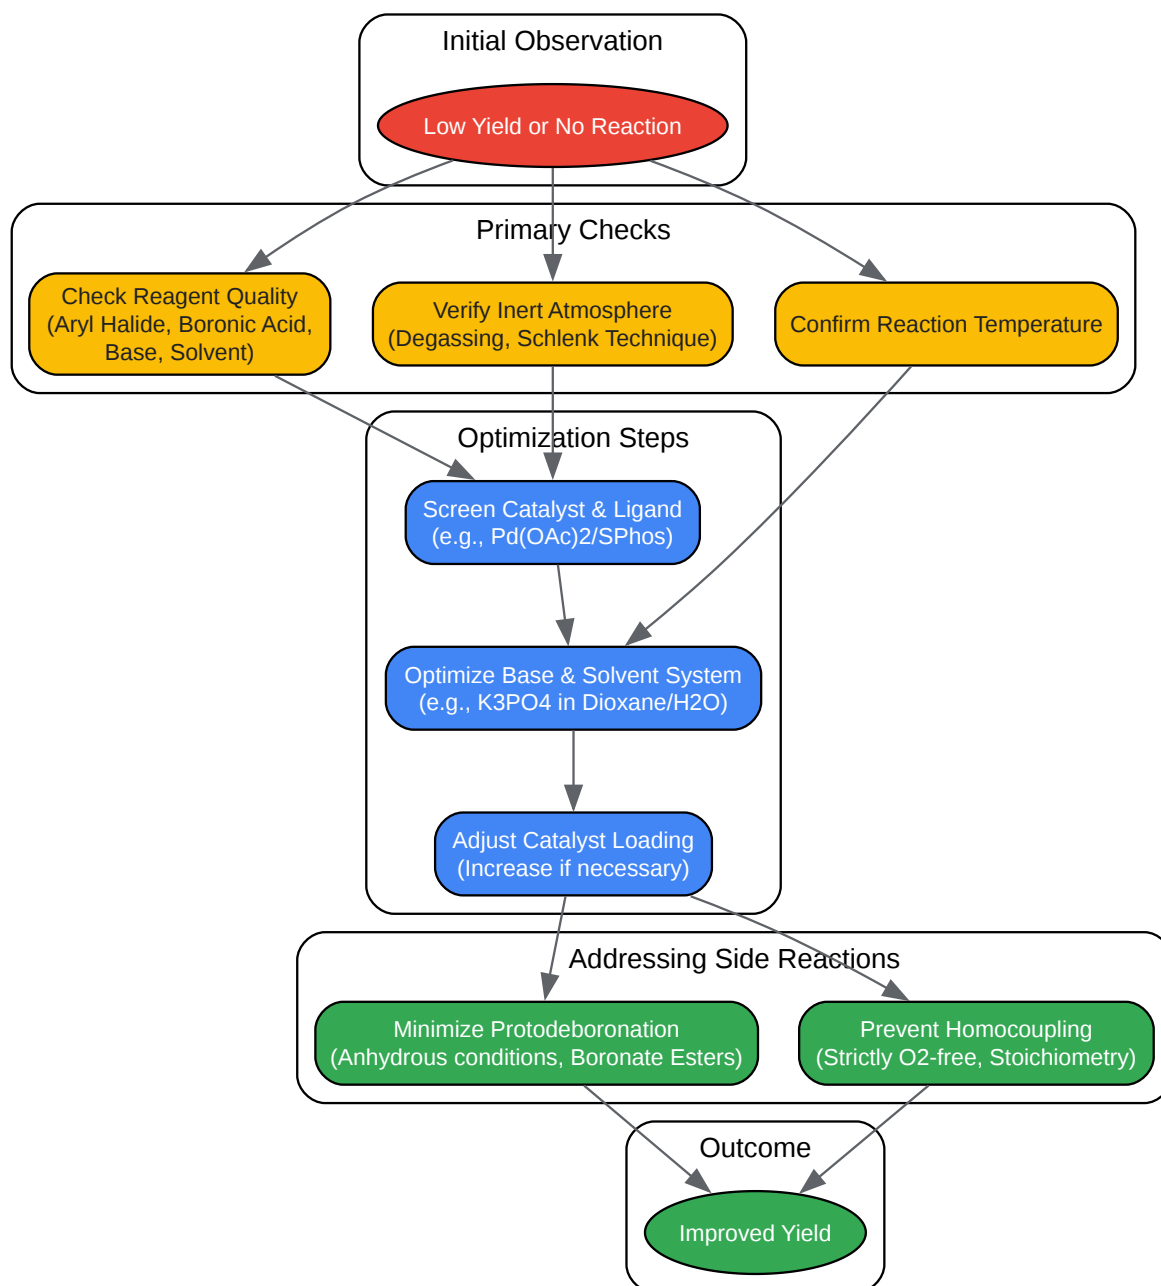 Initial Observation
Low Yield or No Reaction
Primary Checks
Check Reagent Quality
(Aryl Halide, Boronic Acid,
Base, Solvent)
Verify Inert Atmosphere
(Degassing, Schlenk Technique)
Confirm Reaction Temperature
Optimization Steps
Screen Catalyst & Ligand
(e.g., Pd(OAc)2/SPhos)
Optimize Base & Solvent System
(e.g., K3PO4 in Dioxane/H2O)
Adjust Catalyst Loading
(Increase if necessary)
Addressing Side Reactions
Minimize Protodeboronation
(Anhydrous conditions, Boronate Esters)
Prevent Homocoupling
(Strictly O2-free, Stoichiometry)
Outcome
Improved Yield